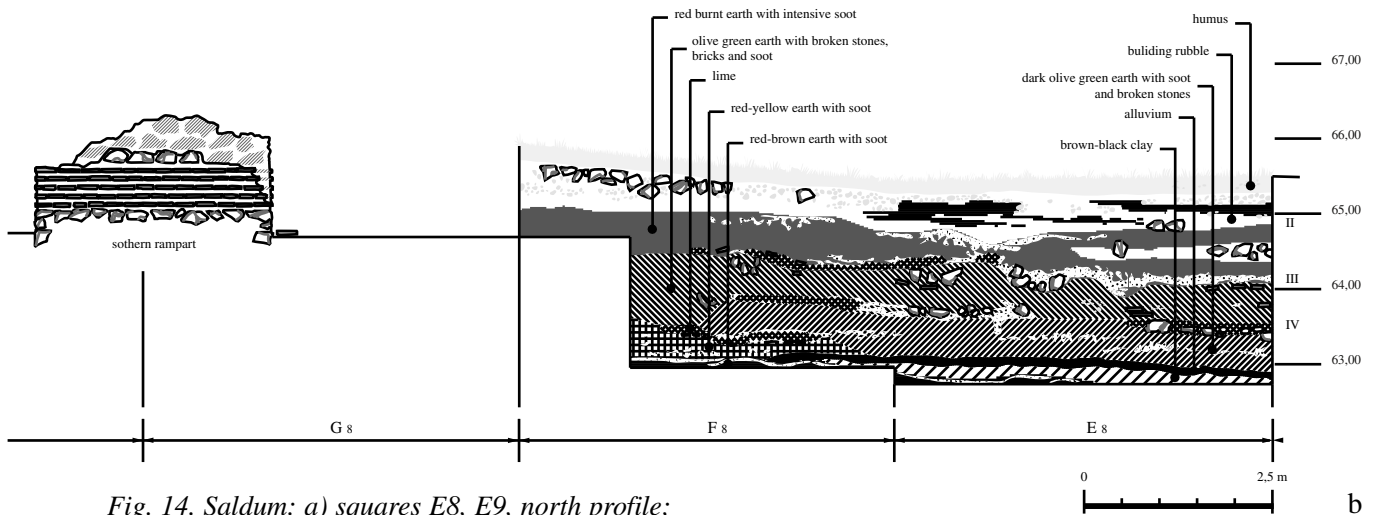 red burnt earth with intensive soot
olive green earth with broken stones,
bricks and soot
lime
red-yellow earth with soot
red-brown earth with soot
humus
buliding rubble
dark olive green earth with soot
and broken stones
alluvium
brown-black clay
67,00
66,00
65,00
II
III
64,00
IV
63,00
sothern rampart
G 8
F 8
E 8
0
2,5 m
Fig. 14. Saldum: a) squares E8, E9, north profile;
b